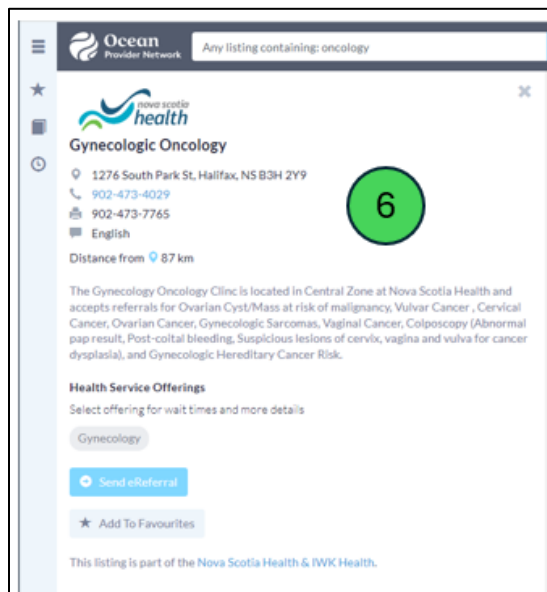 Ocean
Provider Network
Any listing containing: oncology
nova scotia
health
Gynecologic Oncology
1276 South Park St, Halifax, NS B3H 2Y9
902-473-4029
902-473-7765
English
Distance from 87 km
6
The Gynecology Oncology Clinc is located in Central Zone at Nova Scotia Health and
accepts referrals for Ovarian Cyst/Mass at risk of malignancy, Vulvar Cancer , Cervical
Cancer, Ovarian Cancer, Gynecologic Sarcomas, Vaginal Cancer, Colposcopy (Abnormal
pap result, Post-coital bleeding, Suspicious lesions of cervix, vagina and vulva for cancer
dysplasia), and Gynecologic Hereditary Cancer Risk.
Health Service Offerings
Select offering for wait times and more details
Gynecology
Send eReferral
Add To Favourites
This listing is part of the Nova Scotia Health & IWK Health.